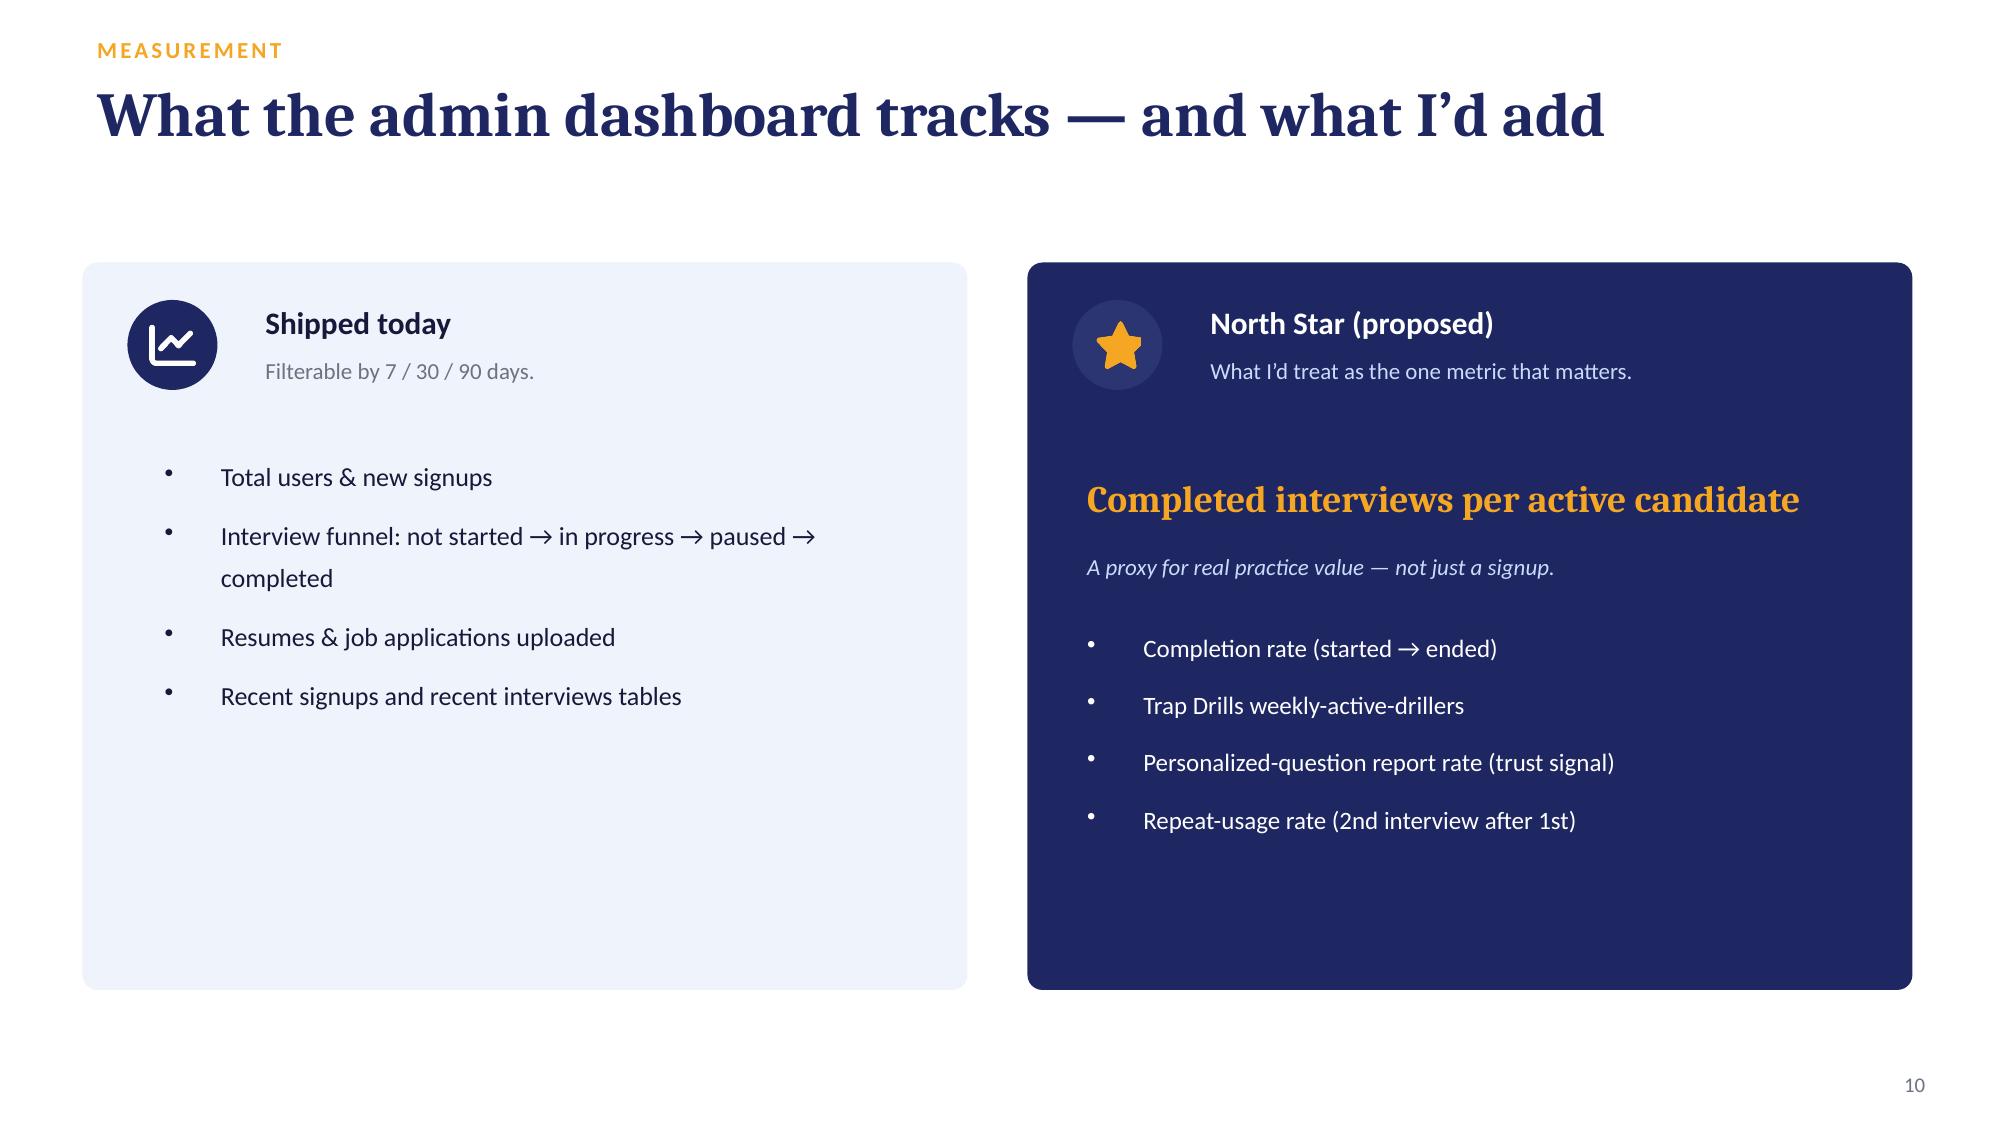 MEASUREMENT
What the admin dashboard tracks — and what I’d add
Shipped today
Filterable by 7 / 30 / 90 days.
• Total users & new signups
• Interview funnel: not started → in progress → paused →
completed
• Resumes & job applications uploaded
• Recent signups and recent interviews tables
North Star (proposed)
What I’d treat as the one metric that matters.
Completed interviews per active candidate
A proxy for real practice value — not just a signup.
• Completion rate (started → ended)
• Trap Drills weekly-active-drillers
• Personalized-question report rate (trust signal)
• Repeat-usage rate (2nd interview after 1st)
10